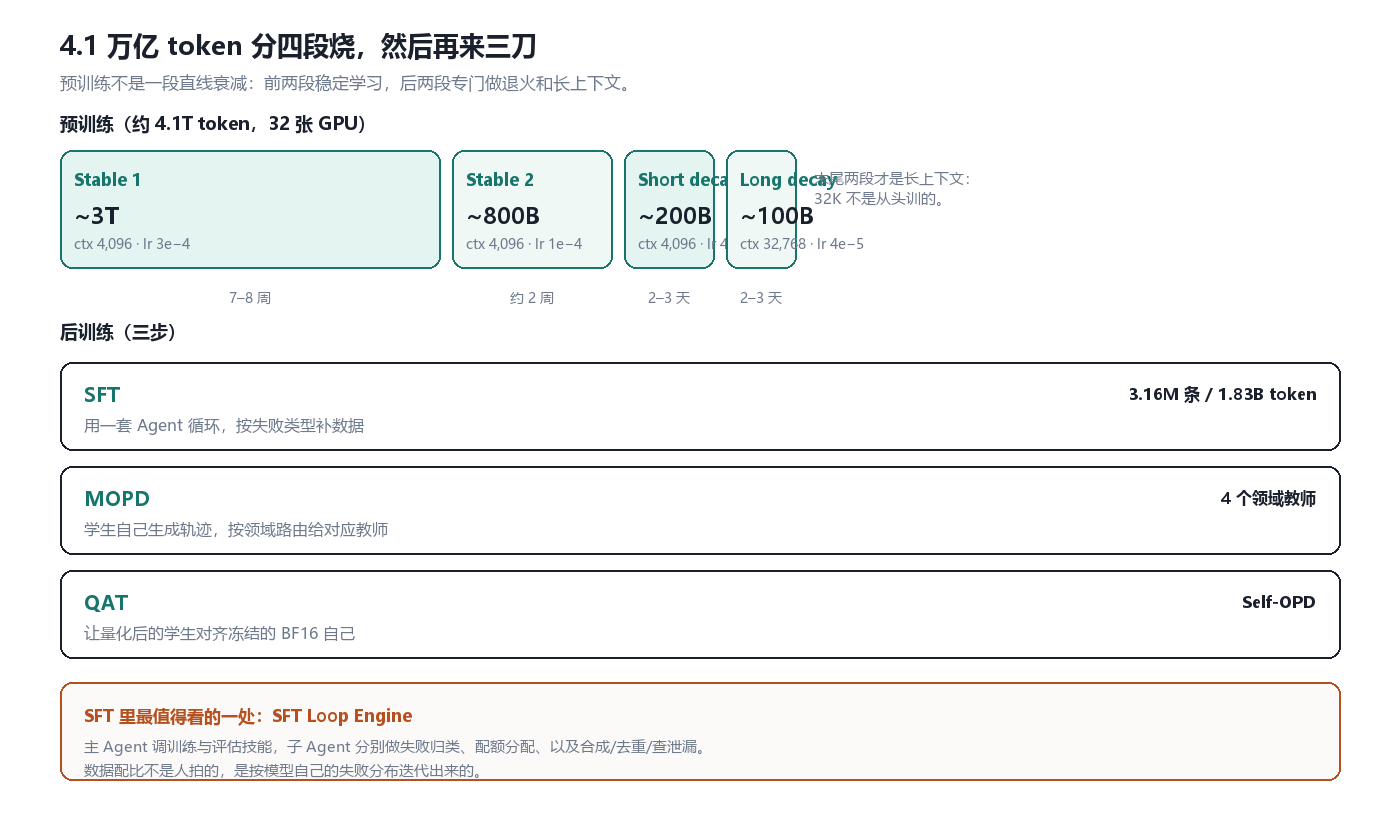 4.1 万亿 token 分四段烧，然后再来三刀
预训练不是一段直线衰减：前两段稳定学习，后两段专门做退火和长上下文。
预训练（约 4.1T token，32 张 GPU）
Stable 1
~3T
ctx 4,096 · lr 3e−4
7–8 周
Stable 2
~800B
ctx 4,096 · lr 1e−4
约 2 周
Short deca
~200B
ctx 4,096 · lr 4
2–3 天
Long decay
~100B
ctx 32,768 · lr 4e−5
2–3 天
末尾两段才是长上下文：
32K 不是从头训的。
后训练（三步）
SFT
3.16M 条 / 1.83B token
用一套 Agent 循环，按失败类型补数据
MOPD
4 个领域教师
学生自己生成轨迹，按领域路由给对应教师
QAT
Self-OPD
让量化后的学生对齐冻结的 BF16 自己
SFT 里最值得看的一处：SFT Loop Engine
主 Agent 调训练与评估技能，子 Agent 分别做失败归类、配额分配、以及合成/去重/查泄漏。
数据配比不是人拍的，是按模型自己的失败分布迭代出来的。